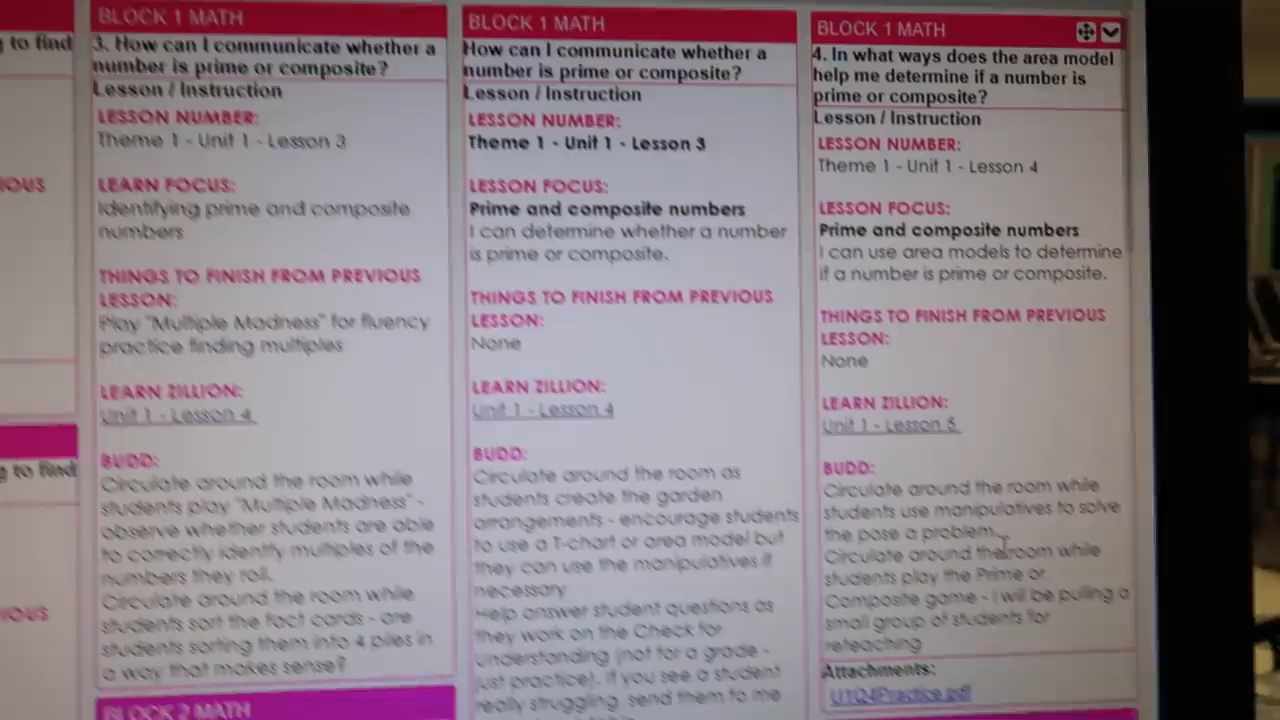 g to find
IOUS
g to find
IOUS
BLOCK 1 MATH
3. How can I communicate whether a
number is prime or composite?
Lesson / Instruction
LESSON NUMBER:
Theme 1 - Unit 1 - Lesson 3
LEARN FOCUS:
Identifying prime and composite
numbers
THINGS TO FINISH FROM PREVIOUS
LESSON:
Play "Multiple Madness" for fluency
practice finding multiples
LEARN ZILLION:
Unit 1 - Lesson 4
BUDD:
Circulate around the room while
students play "Multiple Madness" -
observe whether students are able
to correctly identify multiples of the
numbers they roll.
Circulate around the room while
students sort the fact cards - are
students sorting them into 4 piles in
a way that makes sense?
BLOCK 2 MATH
BLOCK 1 MATH
How can I communicate whether a
number is prime or composite?
Lesson / Instruction
LESSON NUMBER:
Theme 1 - Unit 1 - Lesson 3
LESSON FOCUS:
Prime and composite numbers
I can determine whether a number
is prime or composite.
THINGS TO FINISH FROM PREVIOUS
LESSON:
None
LEARN ZILLION:
Unit 1 - Lesson 4
BUDD:
Circulate around the room as
students create the garden
arrangements - encourage students
to use a T-chart or area model but
they can use the manipulatives if
necessary
Help answer student questions as
they work on the Check for
Understanding (not for a grade -
just practice). If you see a student
really struggling, send them to me
BLOCK 1 MATH
4. In what ways does the area model
help me determine if a number is
prime or composite?
Lesson / Instruction
LESSON NUMBER:
Theme 1 - Unit 1 - Lesson 4
LESSON FOCUS:
Prime and composite numbers
I can use area models to determine
if a number is prime or composite.
THINGS TO FINISH FROM PREVIOUS
LESSON:
None
LEARN ZILLION:
Unit 1 - Lesson 5
BUDD:
Circulate around the room while
students use manipulatives to solve
the pose a problem.
Circulate around the room while
students play the Prime or
Composite game - I will be pulling a
small group of students for
reteaching
Attachments:
U1Q4Practice.pdf